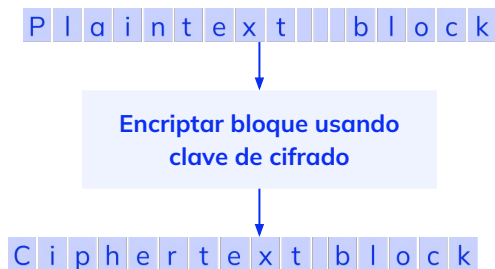 Plaintext block
Encriptar bloque usando
clave de cifrado
Ciphertext block